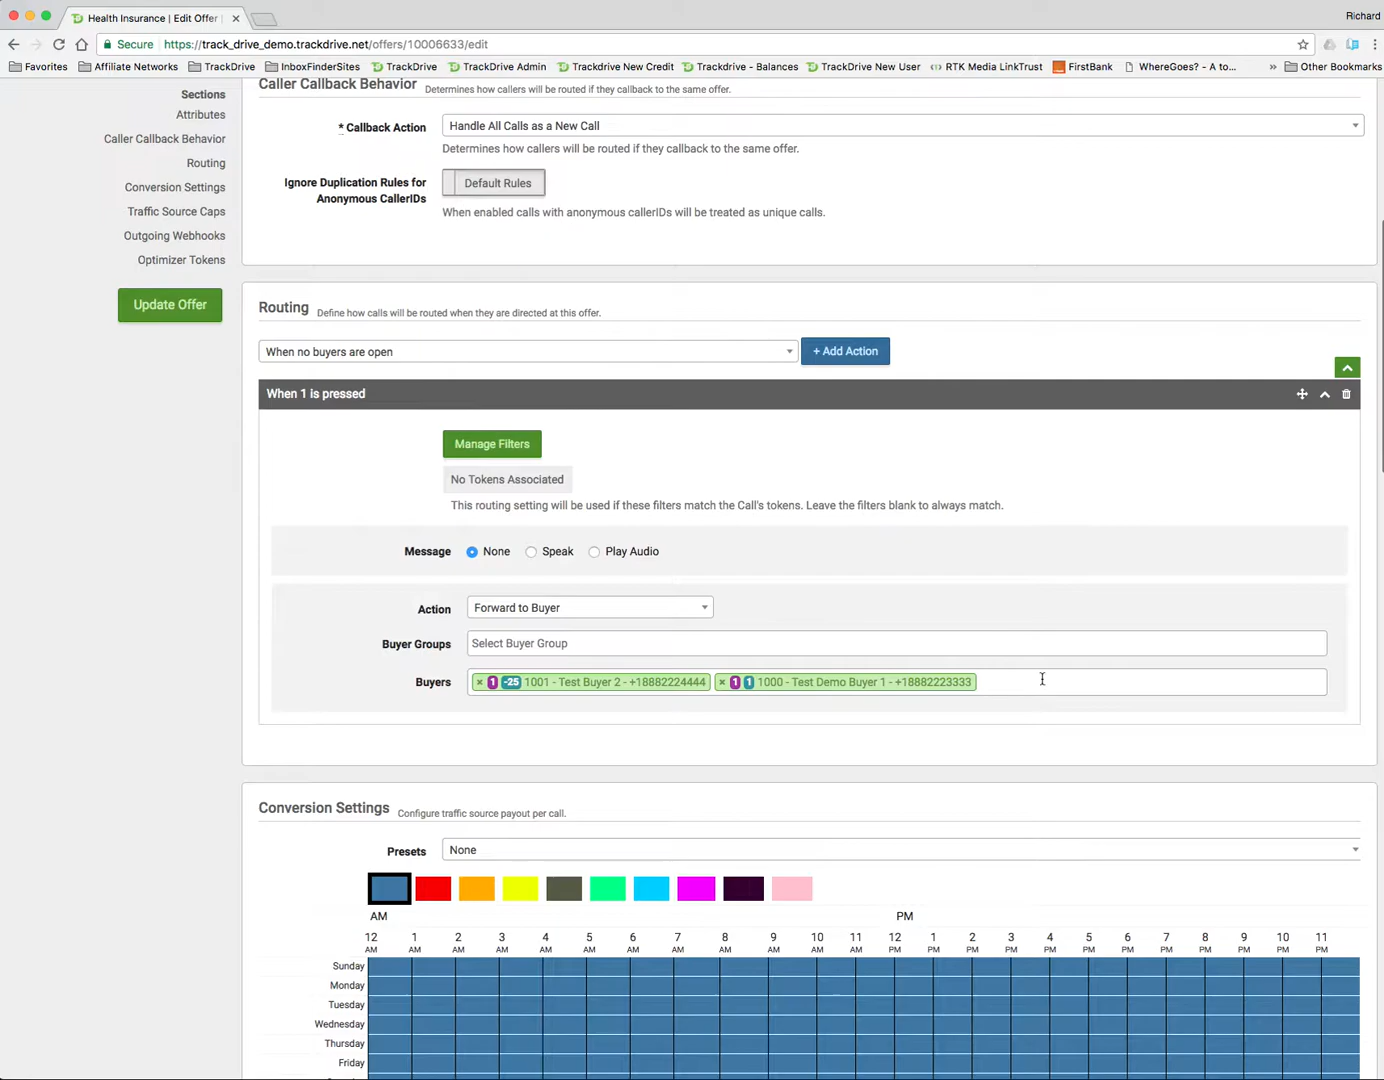 Health Insurance | Edit Offer
Richard
Secure https://track_drive_demo.trackdrive.net/offers/10006633/edit
Favorites Affiliate Networks TrackDrive InboxFinderSites TrackDrive TrackDrive Admin Trackdrive New Credit Trackdrive - Balances TrackDrive New User RTK Media LinkTrust FirstBank WhereGoes? - A to... » Other Bookmarks
Sections
Attributes
Caller Callback Behavior
Routing
Conversion Settings
Traffic Source Caps
Outgoing Webhooks
Optimizer Tokens
Update Offer
Caller Callback Behavior Determines how callers will be routed if they callback to the same offer.
* Callback Action Handle All Calls as a New Call
Determines how callers will be routed if they callback to the same offer.
Ignore Duplication Rules for
Anonymous CallerIDs
Default Rules
When enabled calls with anonymous callerIDs will be treated as unique calls.
Routing Define how calls will be routed when they are directed at this offer.
When no buyers are open + Add Action
When 1 is pressed
Manage Filters
No Tokens Associated
This routing setting will be used if these filters match the Call's tokens. Leave the filters blank to always match.
Message None Speak Play Audio
Action Forward to Buyer
Buyer Groups Select Buyer Group
Buyers × 1 -25 1001 - Test Buyer 2 - +18882224444 × 1 1 1000 - Test Demo Buyer 1 - +18882223333
Conversion Settings Configure traffic source payout per call.
Presets None
AM PM
12 1 2 3 4 5 6 7 8 9 10 11 12 1 2 3 4 5 6 7 8 9 10 11
AM AM AM AM AM AM AM AM AM AM AM AM PM PM PM PM PM PM PM PM PM PM PM PM
Sunday
Monday
Tuesday
Wednesday
Thursday
Friday